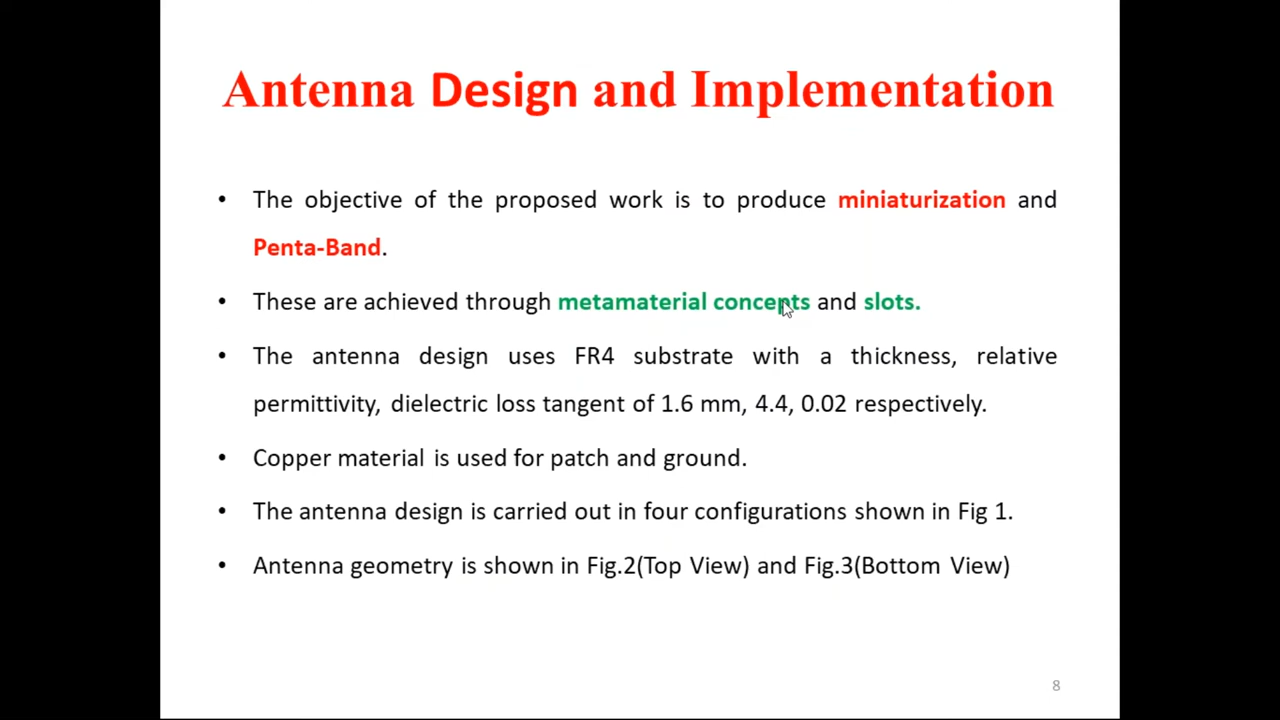 Antenna Design and Implementation
• The objective of the proposed work is to produce miniaturization and
Penta-Band.
• These are achieved through metamaterial concepts and slots.
• The antenna design uses FR4 substrate with a thickness, relative
permittivity, dielectric loss tangent of 1.6 mm, 4.4, 0.02 respectively.
• Copper material is used for patch and ground.
• The antenna design is carried out in four configurations shown in Fig 1.
• Antenna geometry is shown in Fig.2(Top View) and Fig.3(Bottom View)
8